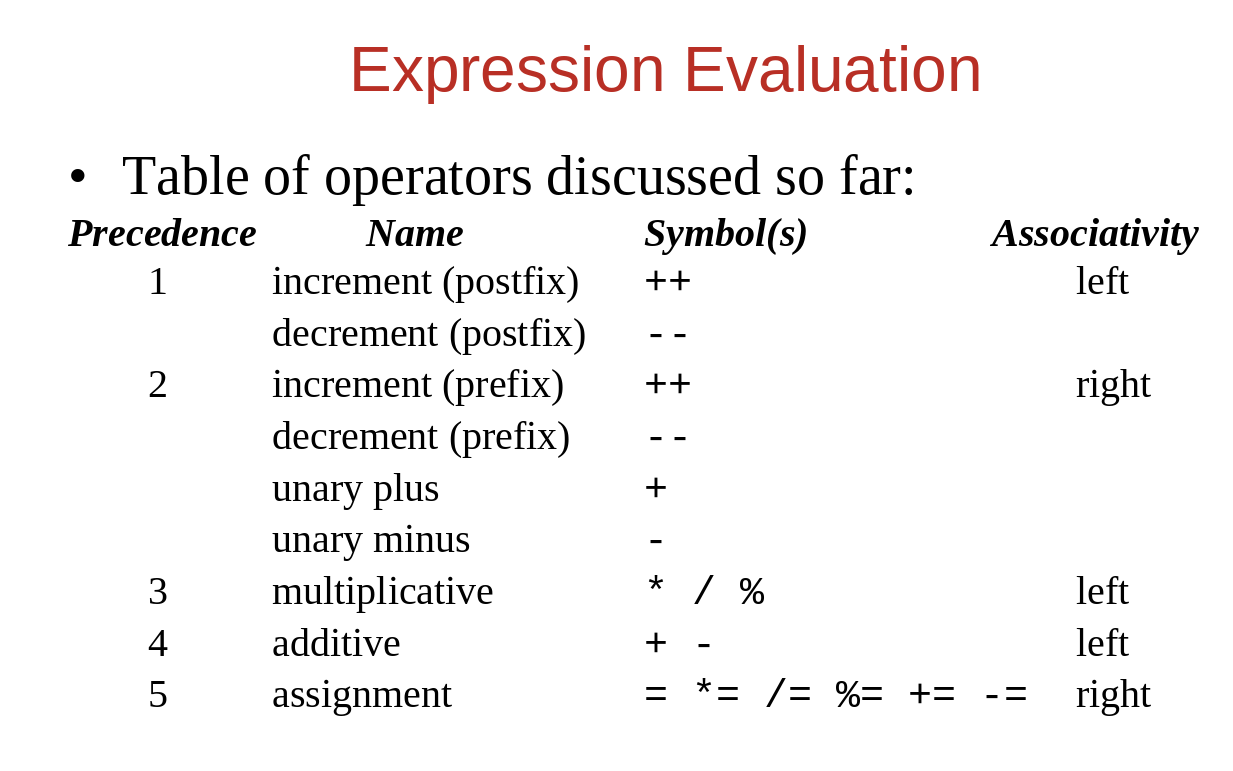 Expression Evaluation
• Table of operators discussed so far:
Precedence Name Symbol(s) Associativity
1 increment (postfix) ++ left
decrement (postfix) --
2 increment (prefix) ++ right
decrement (prefix) --
unary plus +
unary minus -
3 multiplicative * / % left
4 additive + - left
5 assignment = *= /= %= += -= right